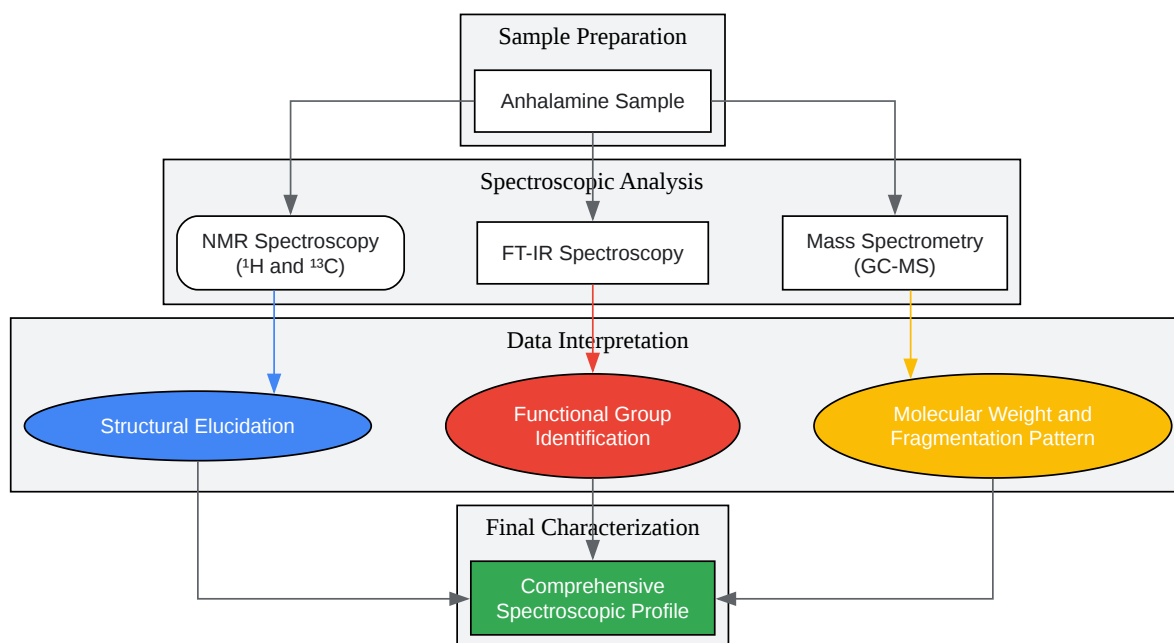 Sample Preparation
Anhalamine Sample
Spectroscopic Analysis
NMR Spectroscopy
(¹H and ¹³C)
FT-IR Spectroscopy
Mass Spectrometry
(GC-MS)
Data Interpretation
Structural Elucidation
Functional Group
Identification
Molecular Weight and
Fragmentation Pattern
Final Characterization
Comprehensive
Spectroscopic Profile